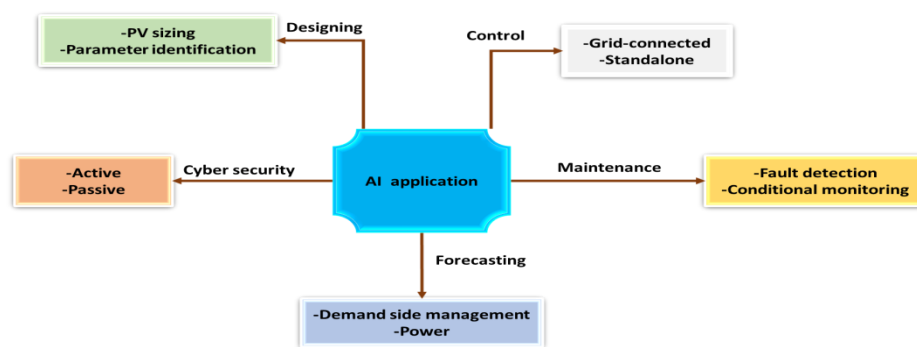 Designing
-PV sizing
-Parameter identification
Control
-Grid-connected
-Standalone
Cyber security
-Active
-Passive
AI application
Maintenance
-Fault detection
-Conditional monitoring
Forecasting
-Demand side management
-Power